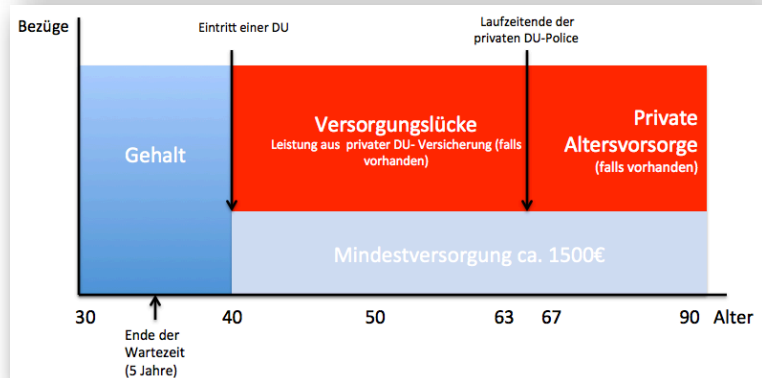 Bezüge
Eintritt einer DU
Laufzeitende der
privaten DU-Police
Gehalt
Versorgungslücke
Leistung aus privater DU- Versicherung (falls
vorhanden)
Private
Altersvorsorge
(falls vorhanden)
Mindestversorgung ca. 1500€
30 40 50 63 67 90 Alter
Ende der
Wartezeit
(5 Jahre)